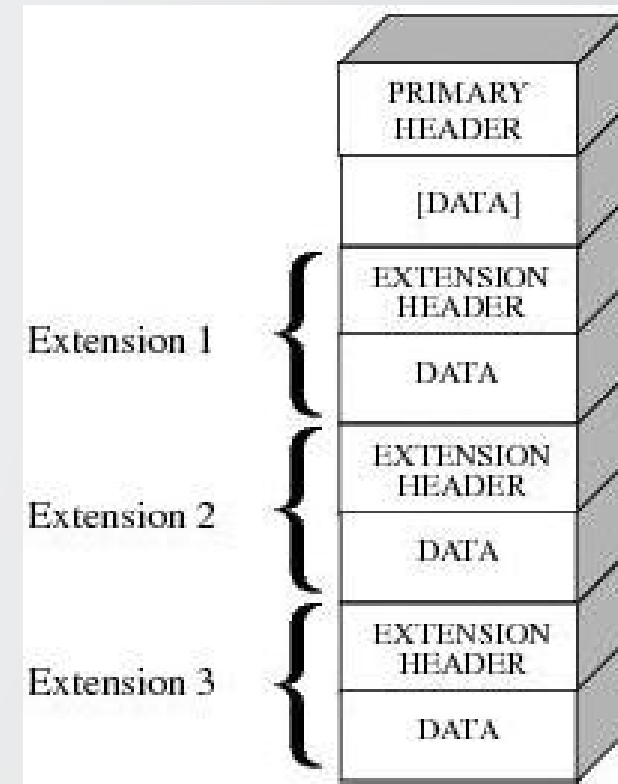 PRIMARY
HEADER
[DATA]
EXTENSION
HEADER
Extension 1
DATA
EXTENSION
HEADER
Extension 2
DATA
EXTENSION
HEADER
Extension 3
DATA